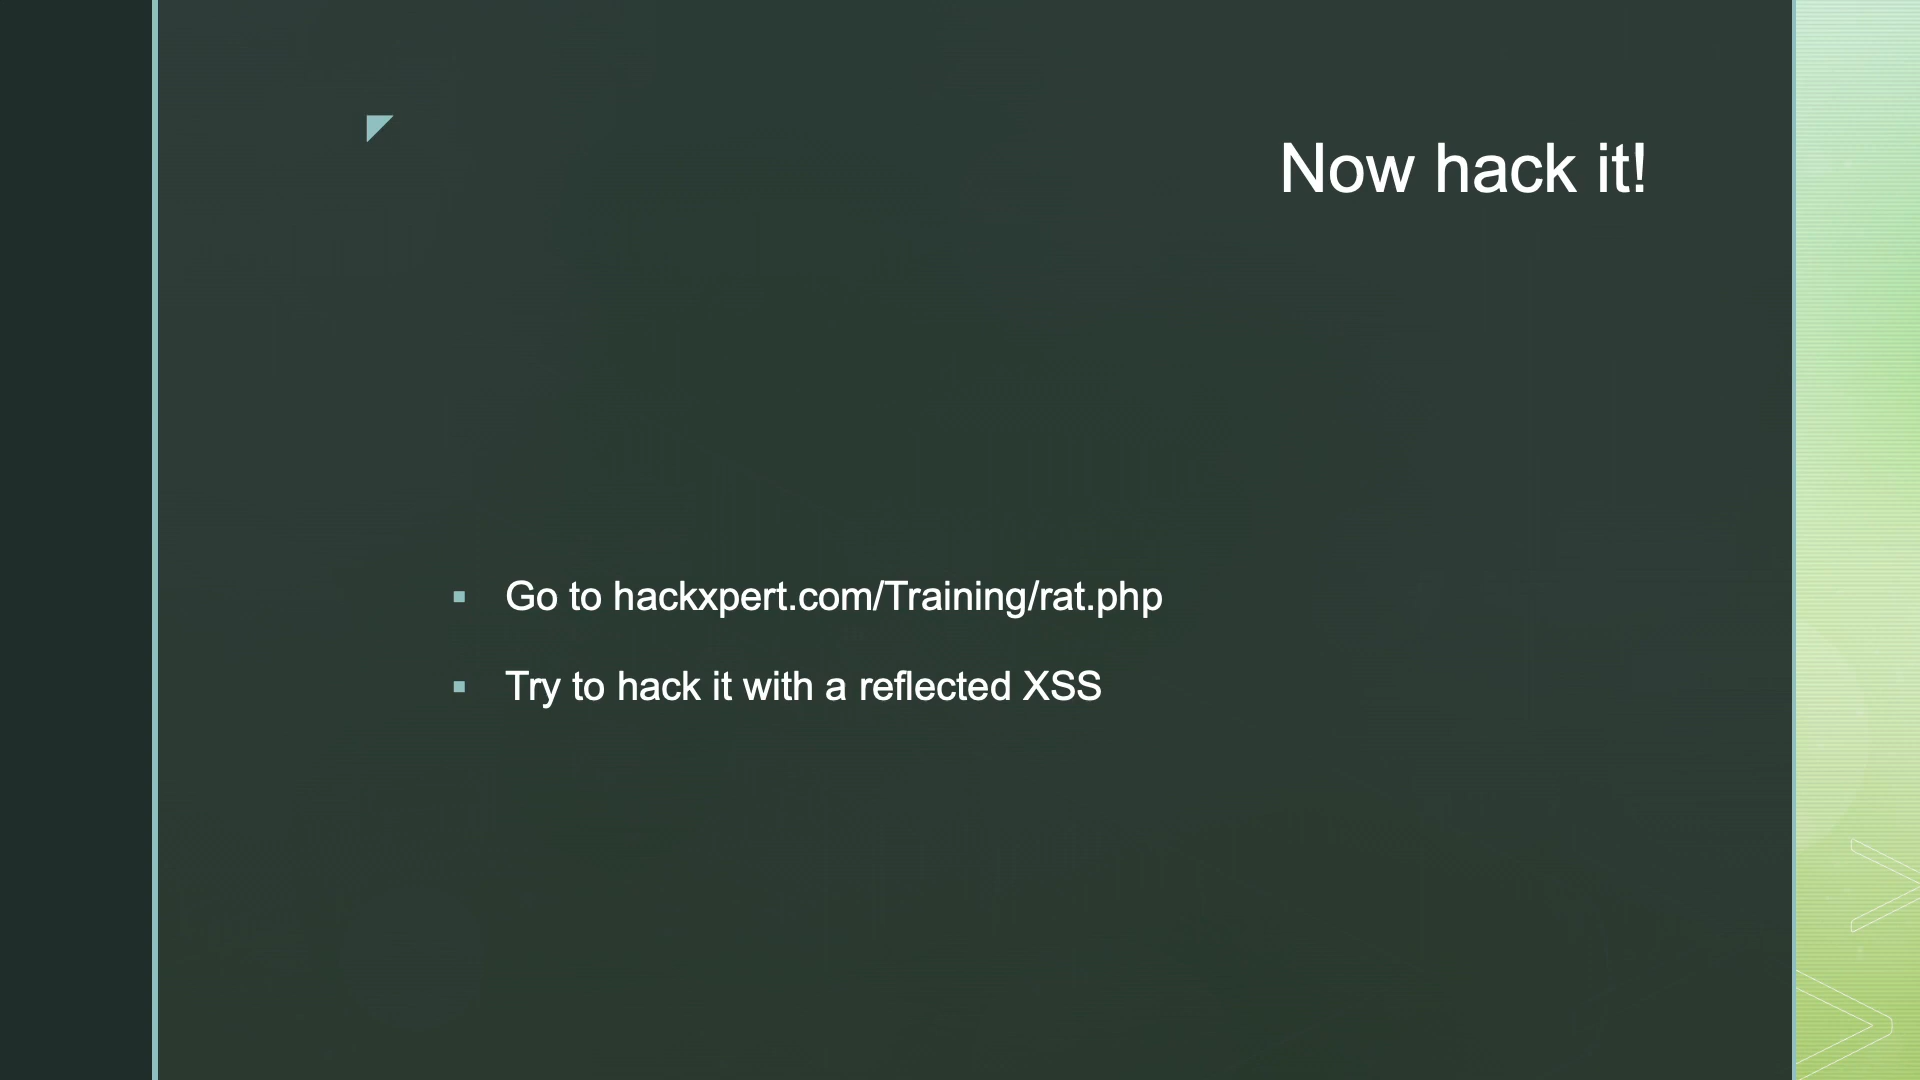 Now hack it!
Go to hackxpert.com/Training/rat.php
Try to hack it with a reflected XSS